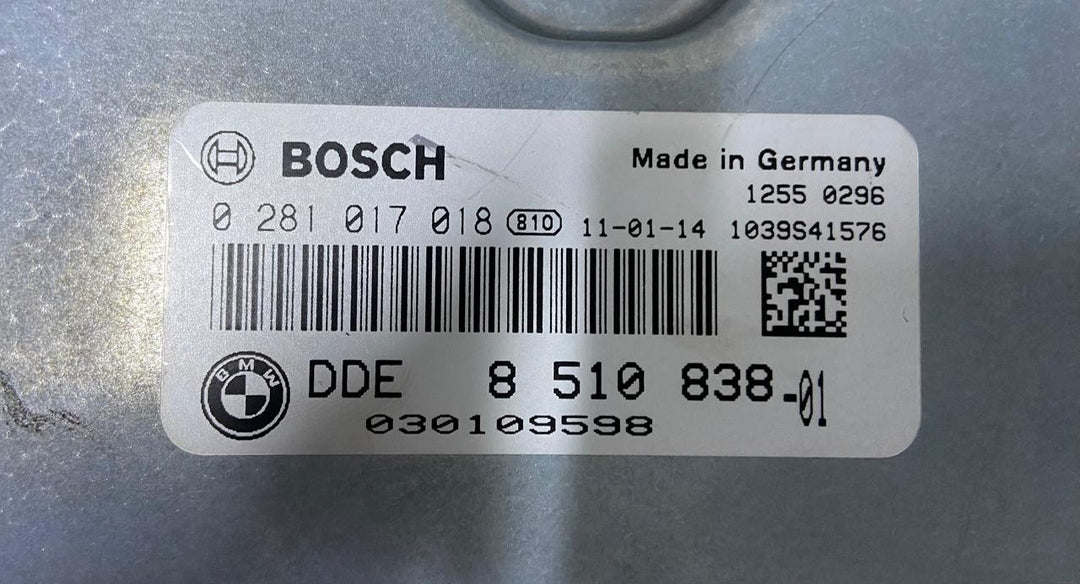 BOSCH
Made in Germany
1255 0296
0 281 017 018 810 11-01-14 1039S41576
BMW
DDE 8 510 838-01
030109598